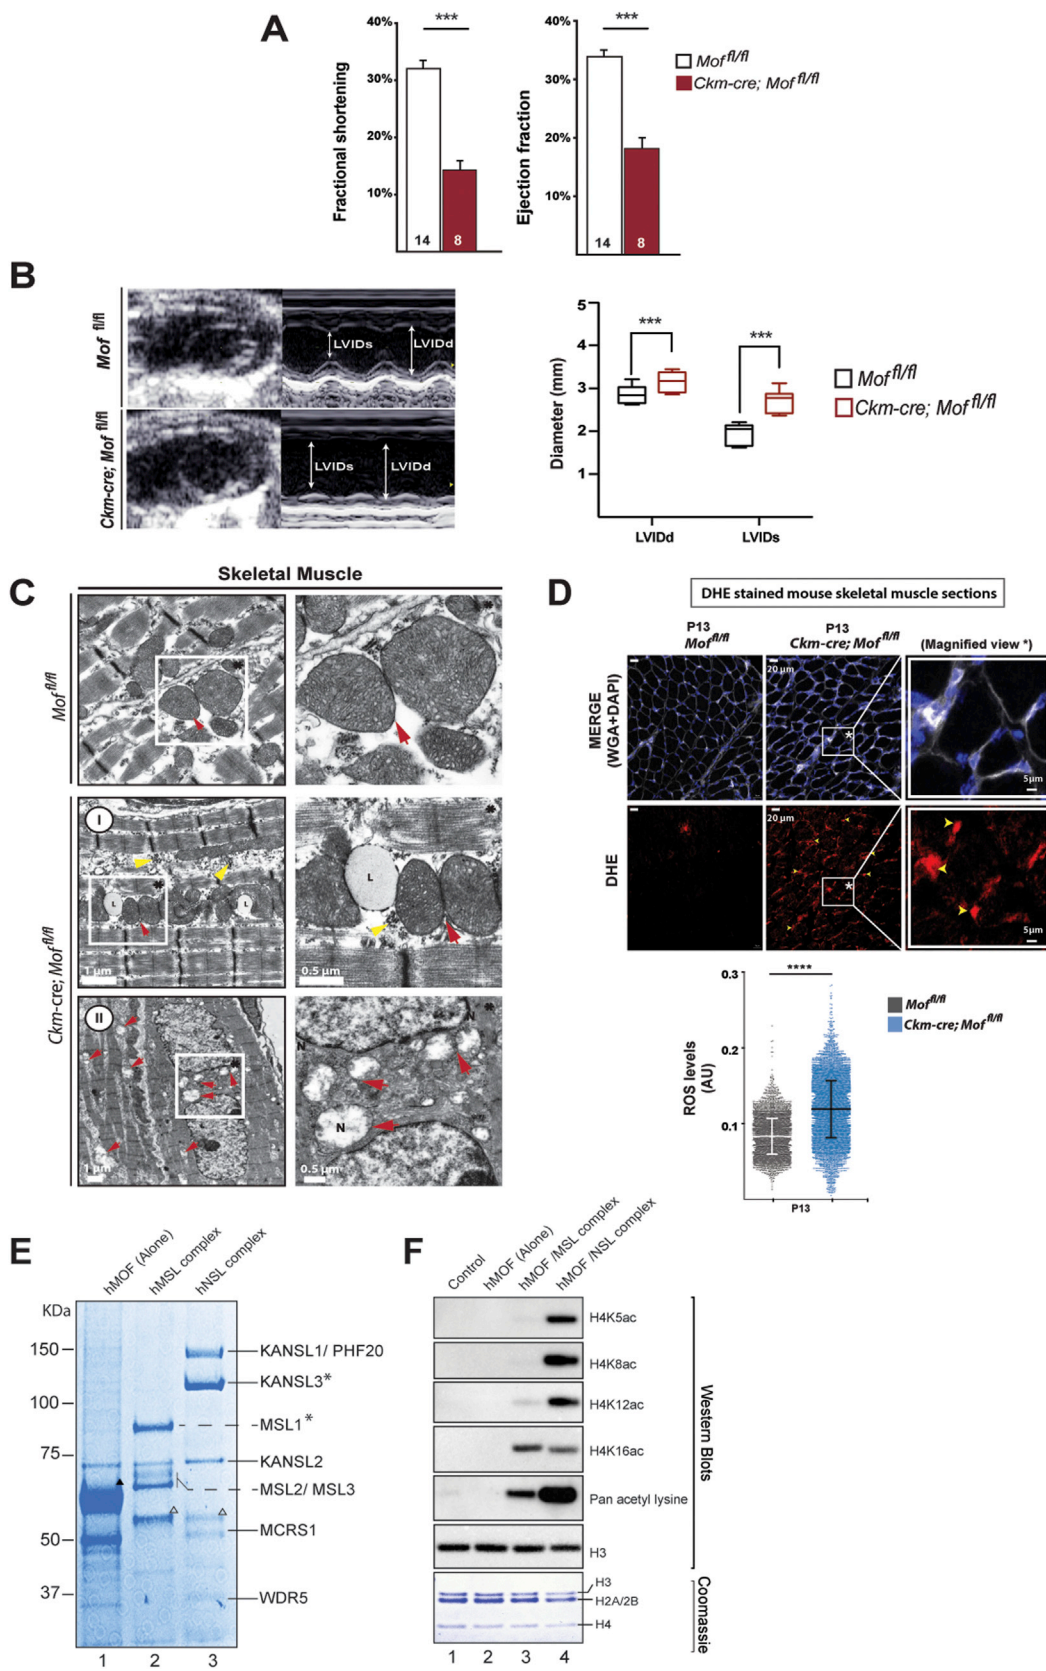 A
40%
30%
20%
10%
Fractional shortening
***
14
8
40%
30%
20%
10%
Ejection fraction
***
14
8
Mof fl/fl
Ckm-cre; Mof fl/fl
B
Mof fl/fl
LVIDs
LVIDd
Ckm-cre; Mof fl/fl
LVIDs
LVIDd
5
4
3
2
1
Diameter (mm)
***
***
LVIDd
LVIDs
Mof fl/fl
Ckm-cre; Mof fl/fl
C
Skeletal Muscle
Mof fl/fl
*
*
Ckm-cre; Mof fl/fl
I
L
L
*
1 µm
L
*
0.5 µm
II
*
1 µm
N
N
N
*
0.5 µm
D
DHE stained mouse skeletal muscle sections
P13
Mof fl/fl
P13
Ckm-cre; Mof fl/fl
(Magnified view *)
MERGE
(WGA+DAPI)
20 µm
*
5µm
DHE
20 µm
*
5µm
0.3
0.2
0.1
ROS levels
(AU)
****
P13
Mof fl/fl
Ckm-cre; Mof fl/fl
E
hMOF (Alone)
hMSL complex
hNSL complex
KDa
150
100
75
50
37
KANSL1/ PHF20
KANSL3*
MSL1*
KANSL2
MSL2/ MSL3
MCRS1
WDR5
1
2
3
F
Control
hMOF (Alone)
hMOF /MSL complex
hMOF /NSL complex
H4K5ac
H4K8ac
H4K12ac
H4K16ac
Pan acetyl lysine
H3
Western Blots
H3
H2A/2B
H4
Coomassie
1
2
3
4